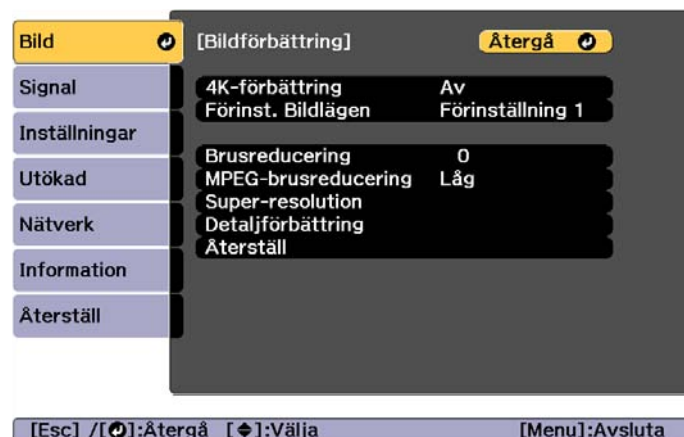 Bild
[Bildförbättring] Återgå
Signal
4K-förbättring Av
Förinst. Bildlägen Förinställning 1
Inställningar
Brusreducering 0
Utökad
MPEG-brusreducering Låg
Super-resolution
Nätverk
Detaljförbättring
Återställ
Information
Återställ
[Esc] /[]:Återgå []:Välja [Menu]:Avsluta